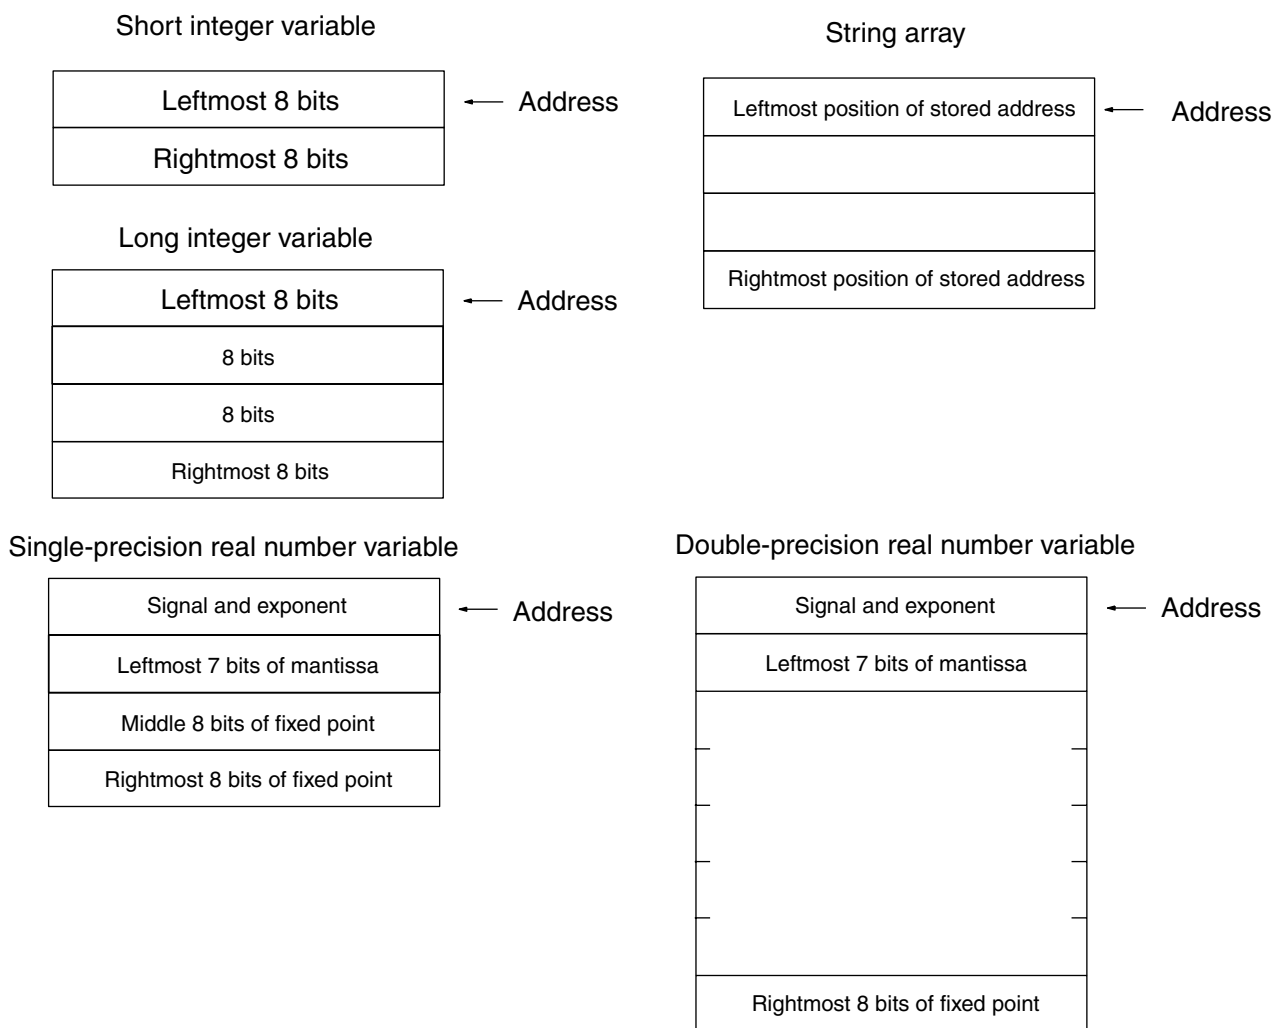 Short integer variable
Leftmost 8 bits
Address
Rightmost 8 bits
String array
Leftmost position of stored address
Address
Rightmost position of stored address
Long integer variable
Leftmost 8 bits
Address
8 bits
8 bits
Rightmost 8 bits
Single-precision real number variable
Signal and exponent
Address
Leftmost 7 bits of mantissa
Middle 8 bits of fixed point
Rightmost 8 bits of fixed point
Double-precision real number variable
Signal and exponent
Address
Leftmost 7 bits of mantissa
Rightmost 8 bits of fixed point